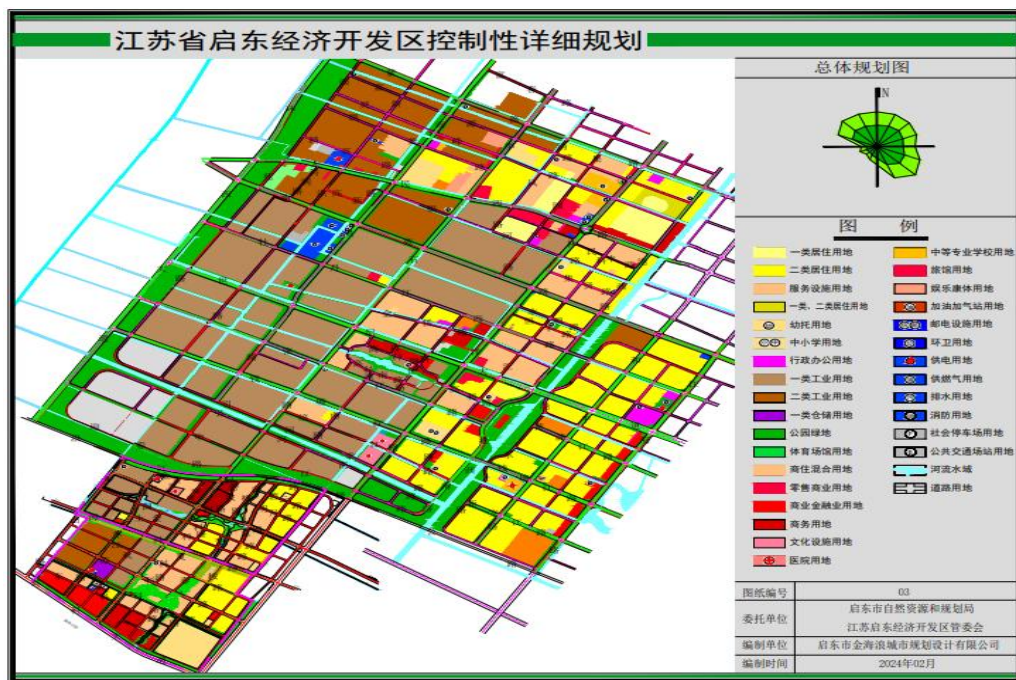 江苏省启东经济开发区控制性详细规划
总体规划图
N
图 例
一类居住用地
二类居住用地
服务设施用地
一类、二类居住用地
幼托用地
中小学用地
行政办公用地
一类工业用地
二类工业用地
一类仓储用地
公园绿地
体育场馆用地
商住混合用地
零售商业用地
商业金融业用地
商务用地
文化设施用地
医院用地
中等专业学校用地
旅馆用地
娱乐康体用地
加油加气站用地
邮电设施用地
环卫用地
供电用地
供燃气用地
排水用地
消防用地
社会停车场用地
公共交通场站用地
河流水域
道路用地
图纸编号 03
委托单位 启东市自然资源和规划局
江苏启东经济开发区管委会
编制单位 启东市金海浪城市规划设计有限公司
编制时间 2024年02月